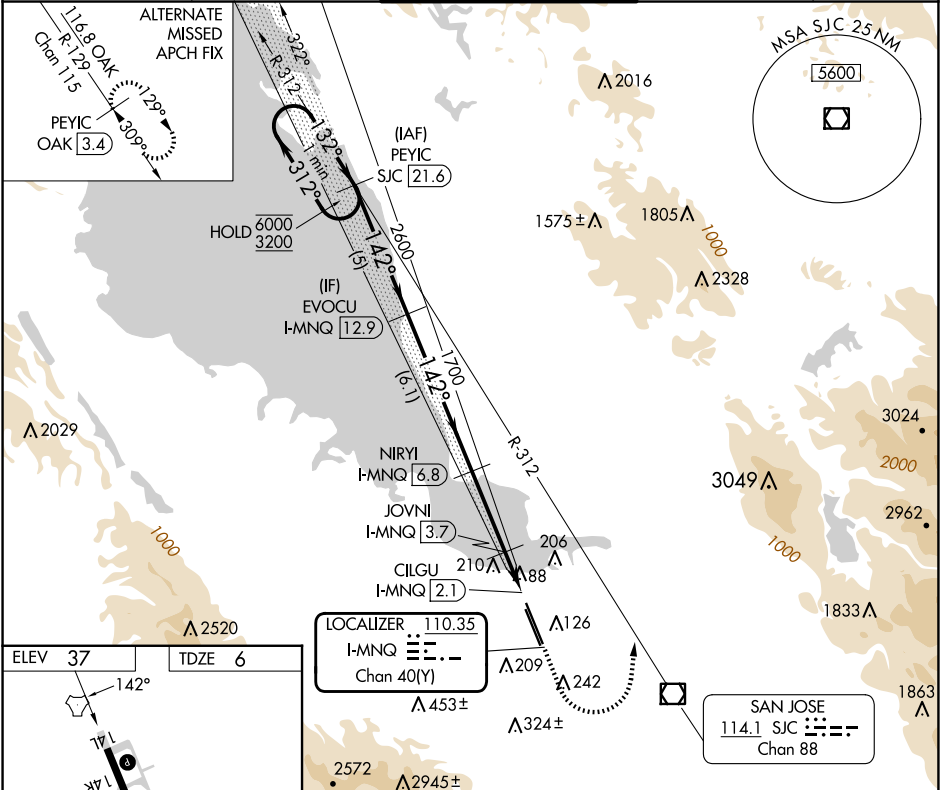 ALTERNATE
MISSED
APCH FIX
116.8 OAK
R-129
Chan 115
129°
309°
PEYIC
OAK 3.4
322°
R-312
132°
1 min
312°
(IAF)
PEYIC
SJC 21.6
HOLD 6000
3200
2600
142°
(5)
(IF)
EVOCU
I-MNQ 12.9
1700
142°
(6.1)
R-312
NIRYI
I-MNQ 6.8
JOVNI
I-MNQ 3.7
CILGU
I-MNQ 2.1
MSA SJC 25 NM
5600
2016
1575±
1805
1000
2328
2029
3024
2000
3049
2962
1000
1000
206
210
88
126
1833
2520
209
242
453±
324±
1863
2572
2945±
LOCALIZER 110.35
I-MNQ
Chan 40(Y)
SAN JOSE
114.1 SJC
Chan 88
ELEV 37
TDZE 6
142°
14L
P